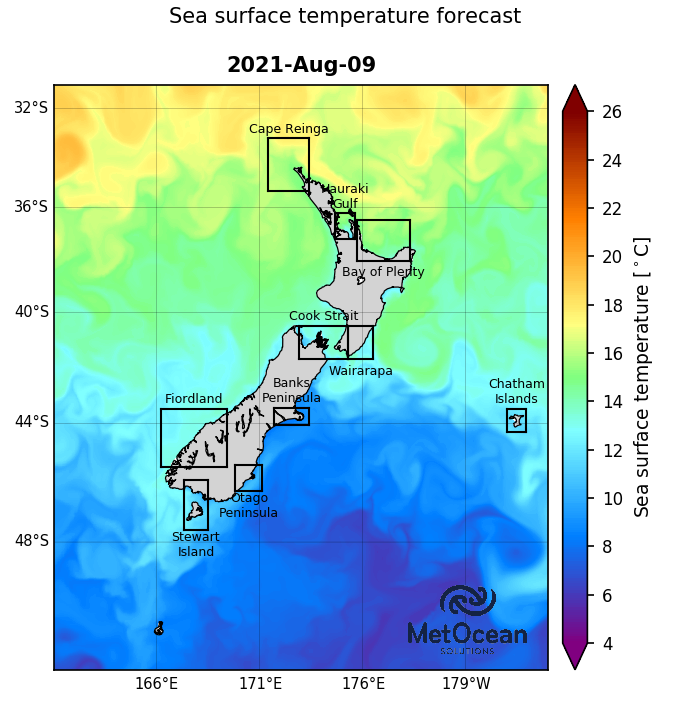 Sea surface temperature forecast
2021-Aug-09
32°S
36°S
40°S
44°S
48°S
Cape Reinga
Hauraki
Gulf
Bay of Plenty
Cook Strait
Wairarapa
Banks
Peninsula
Fiordland
Chatham
Islands
Otago
Peninsula
Stewart
Island
MetOcean
SOLUTIONS
166°E
171°E
176°E
179°W
26
24
22
20
18
16
14
12
10
8
6
4
Sea surface temperature [°C]